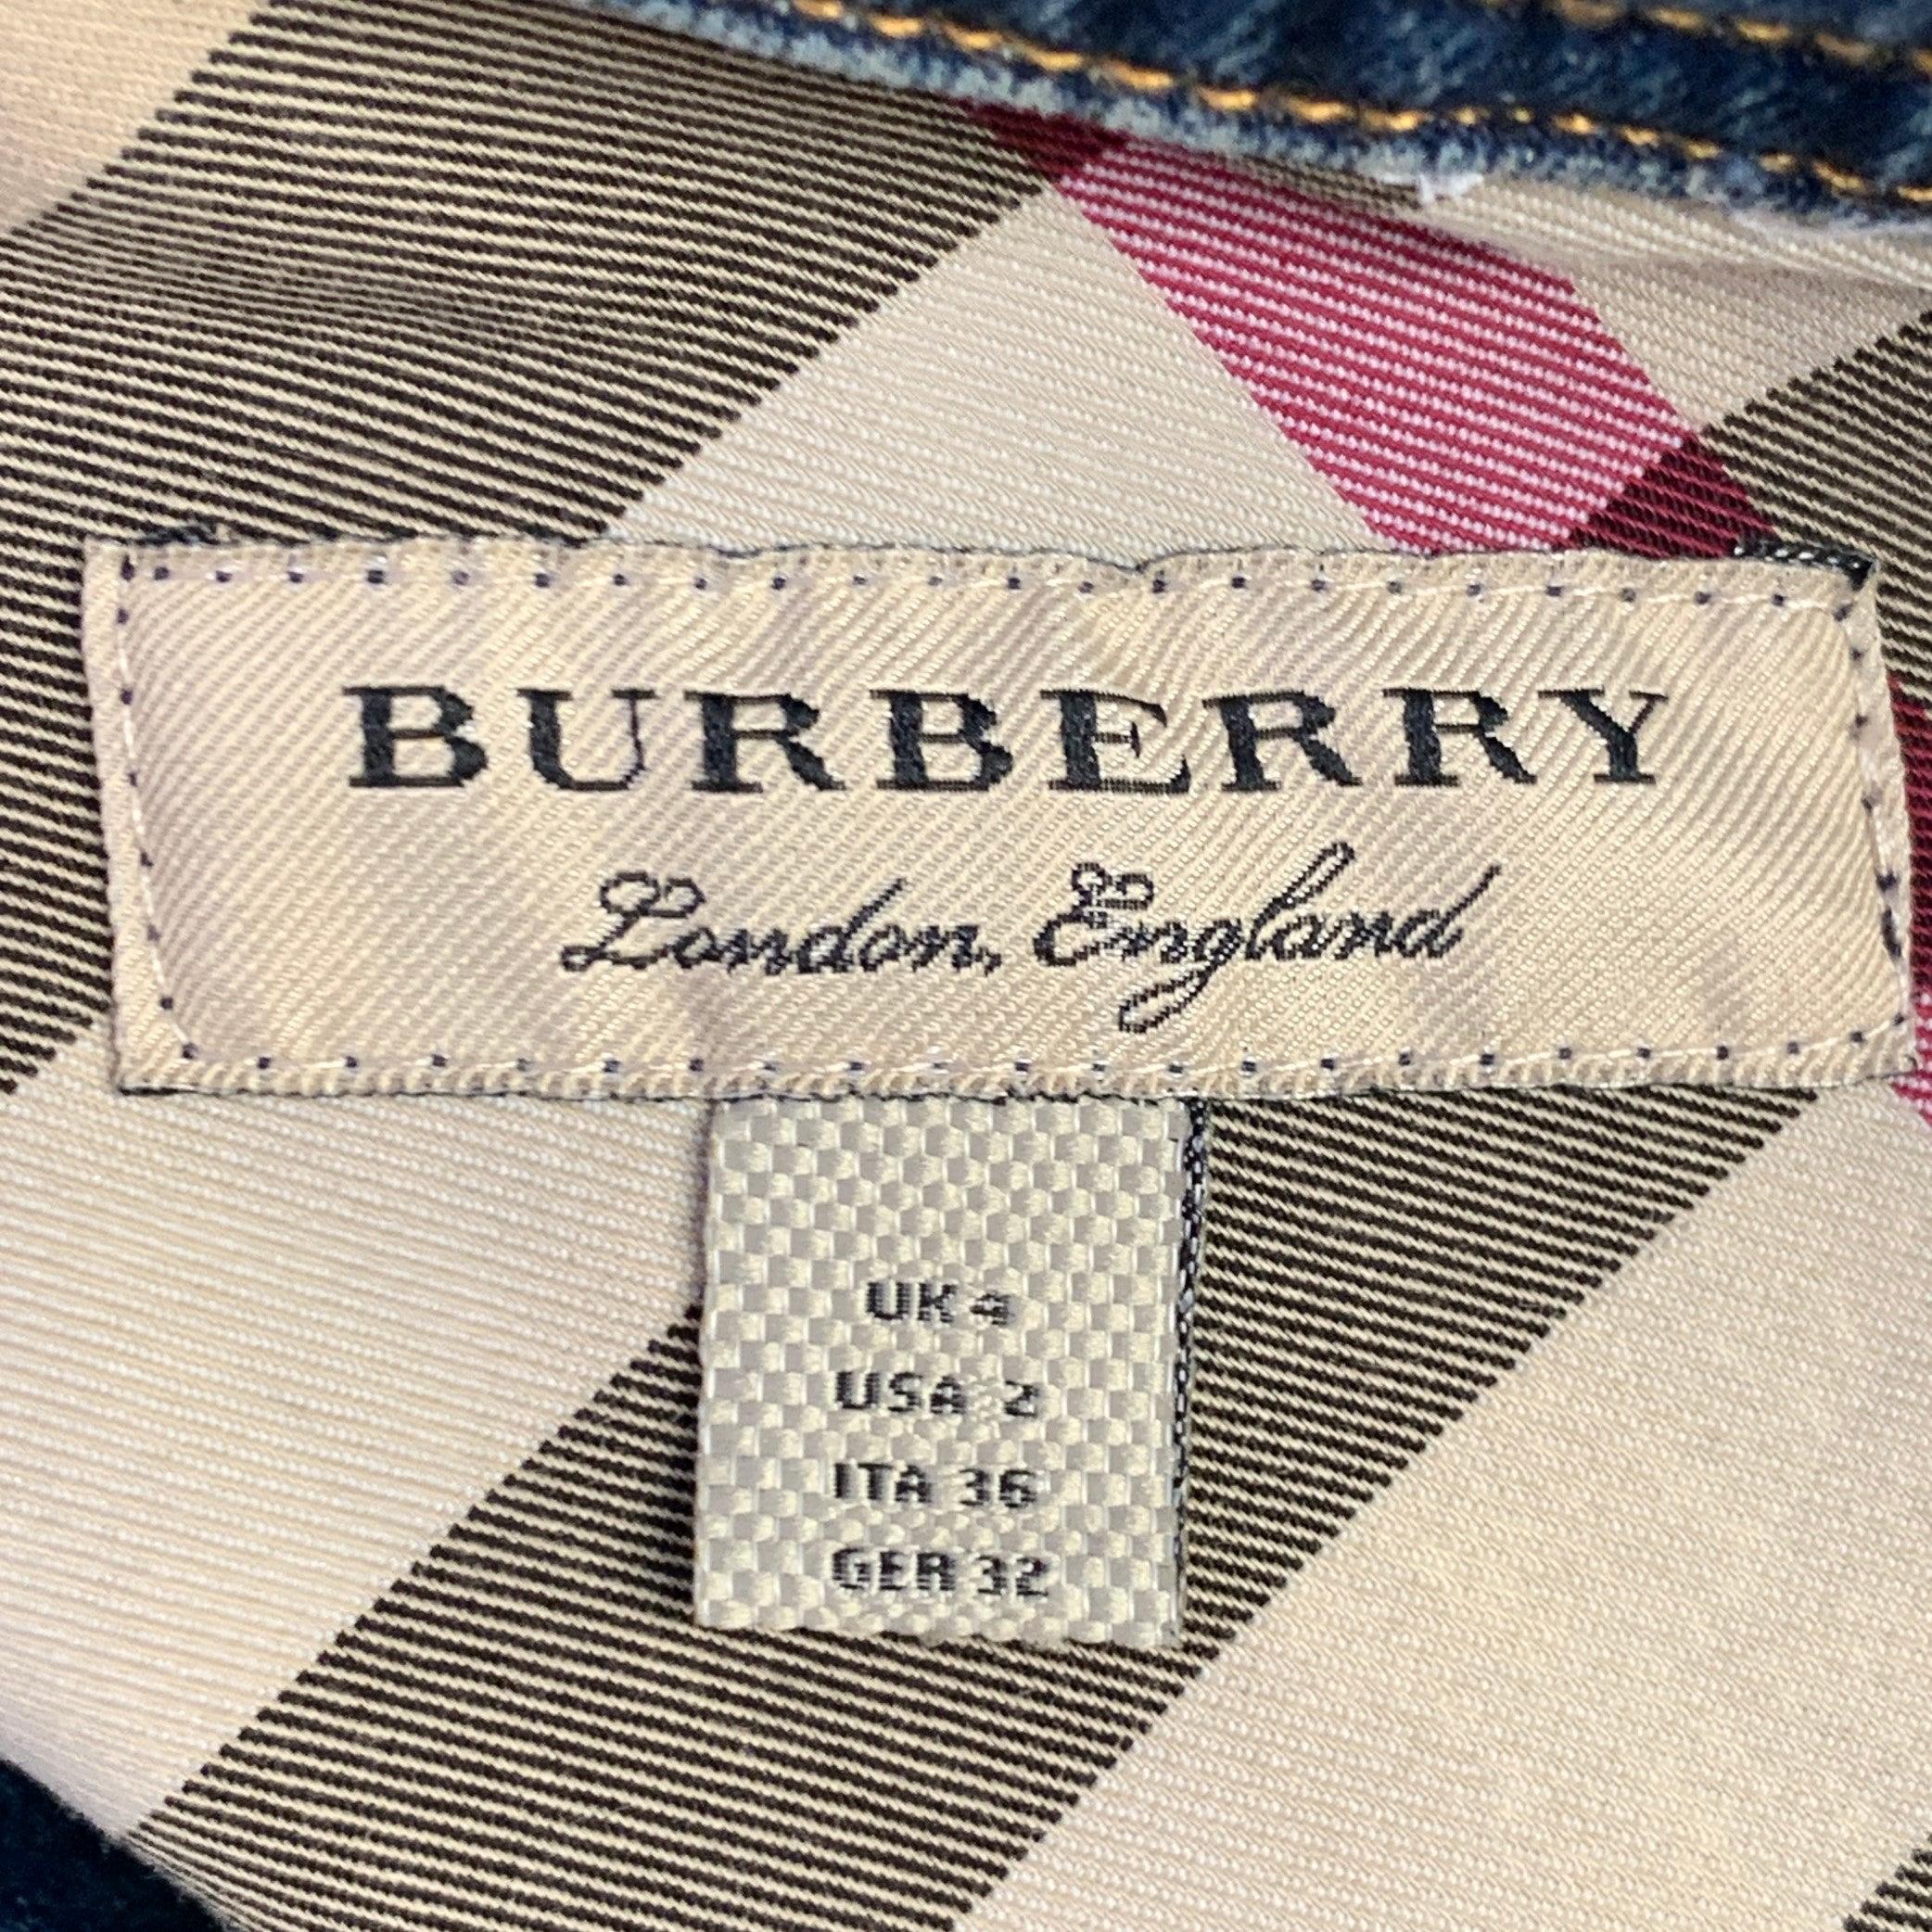 BURBERRY
London, England
UK 4
USA 2
ITA 36
GER 32